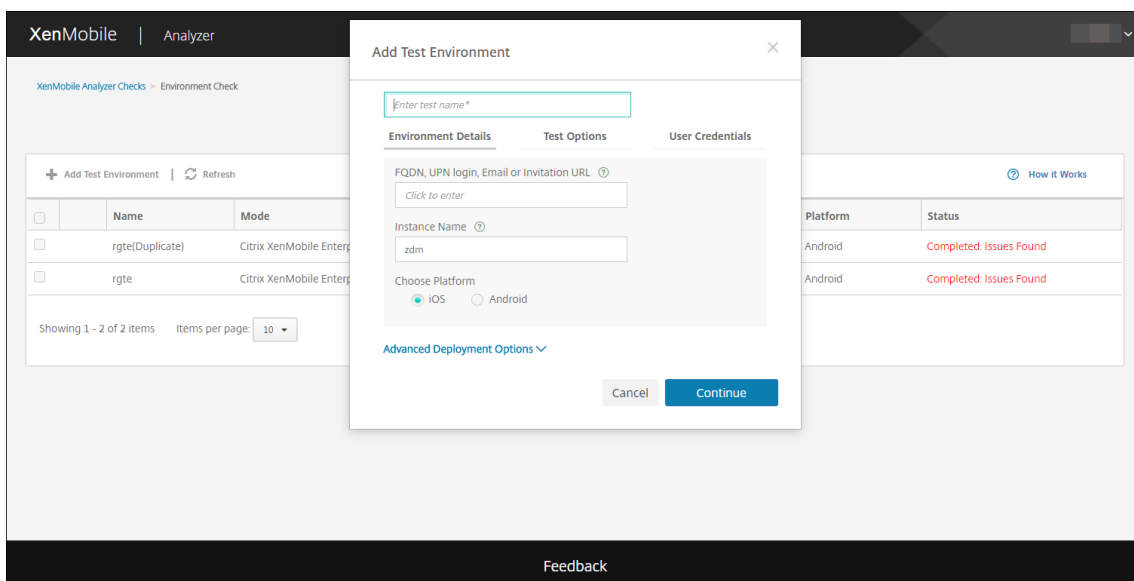 XenMobile | Analyzer
XenMobile Analyzer Checks > Environment Check
Add Test Environment | Refresh
How it Works
Name Mode Platform Status
rgte(Duplicate) Citrix XenMobile Enterp Android Completed: Issues Found
rgte Citrix XenMobile Enterp Android Completed: Issues Found
Showing 1 - 2 of 2 items Items per page: 10
Add Test Environment
Enter test name*
Environment Details Test Options User Credentials
FQDN, UPN login, Email or Invitation URL
Click to enter
Instance Name
zdm
Choose Platform
iOS Android
Advanced Deployment Options
Cancel Continue
Feedback